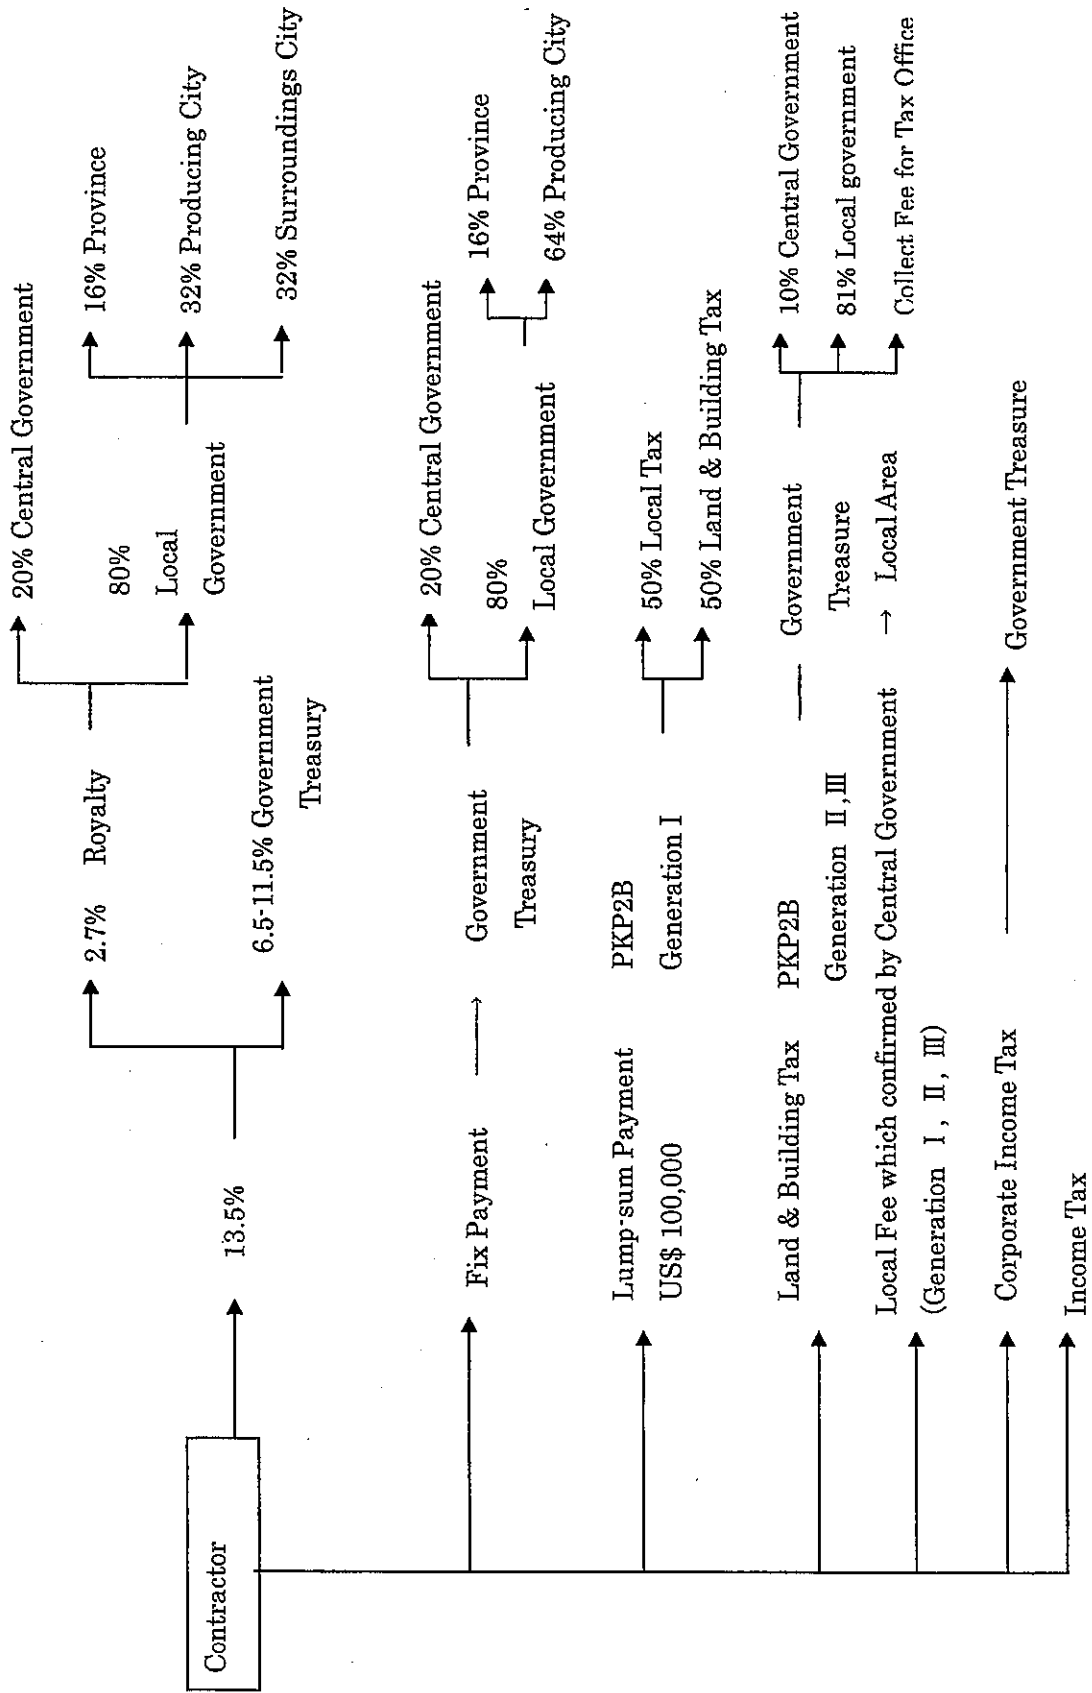 Contractor
13.5%
2.7% Royalty
6.5-11.5% Government
Treasury
20% Central Government
80%
Local
Government
16% Province
32% Producing City
32% Surroundings City
Fix Payment
Government
Treasury
20% Central Government
80%
Local Government
16% Province
64% Producing City
Lump-sum Payment PKP2B
US$ 100,000 Generation I
50% Local Tax
50% Land & Building Tax
Land & Building Tax PKP2B
Generation Ⅱ,Ⅲ
Government
Treasure
10% Central Government
81% Local government
Collect Fee for Tax Office
Local Fee which confirmed by Central Government → Local Area
(Generation Ⅰ, Ⅱ, Ⅲ)
Corporate Income Tax
Government Treasure
Income Tax